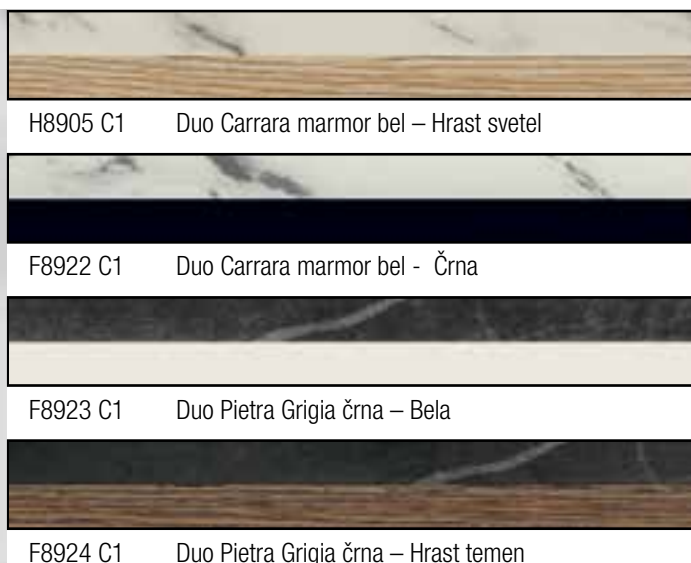 H8905 C1 Duo Carrara marmor bel – Hrast svetel
F8922 C1 Duo Carrara marmor bel - Črna
F8923 C1 Duo Pietra Grigia črna – Bela
F8924 C1 Duo Pietra Grigia črna – Hrast temen